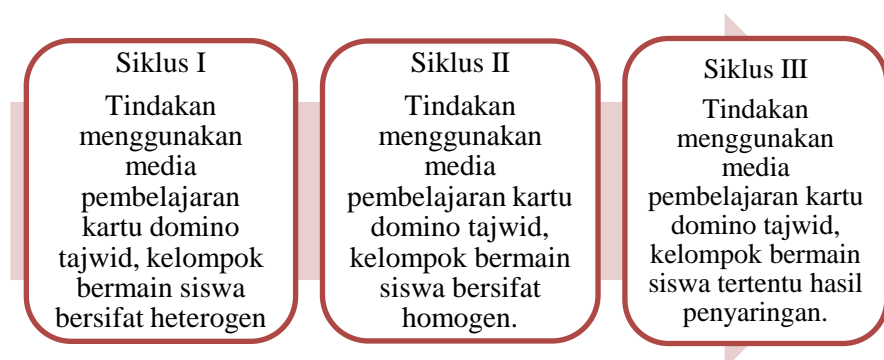 Siklus I
Tindakan
menggunakan
media
pembelajaran
kartu domino
tajwid, kelompok
bermain siswa
bersifat heterogen
Siklus II
Tindakan
menggunakan
media
pembelajaran kartu
domino tajwid,
kelompok bermain
siswa bersifat
homogen.
Siklus III
Tindakan
menggunakan
media
pembelajaran kartu
domino tajwid,
kelompok bermain
siswa tertentu hasil
penyaringan.